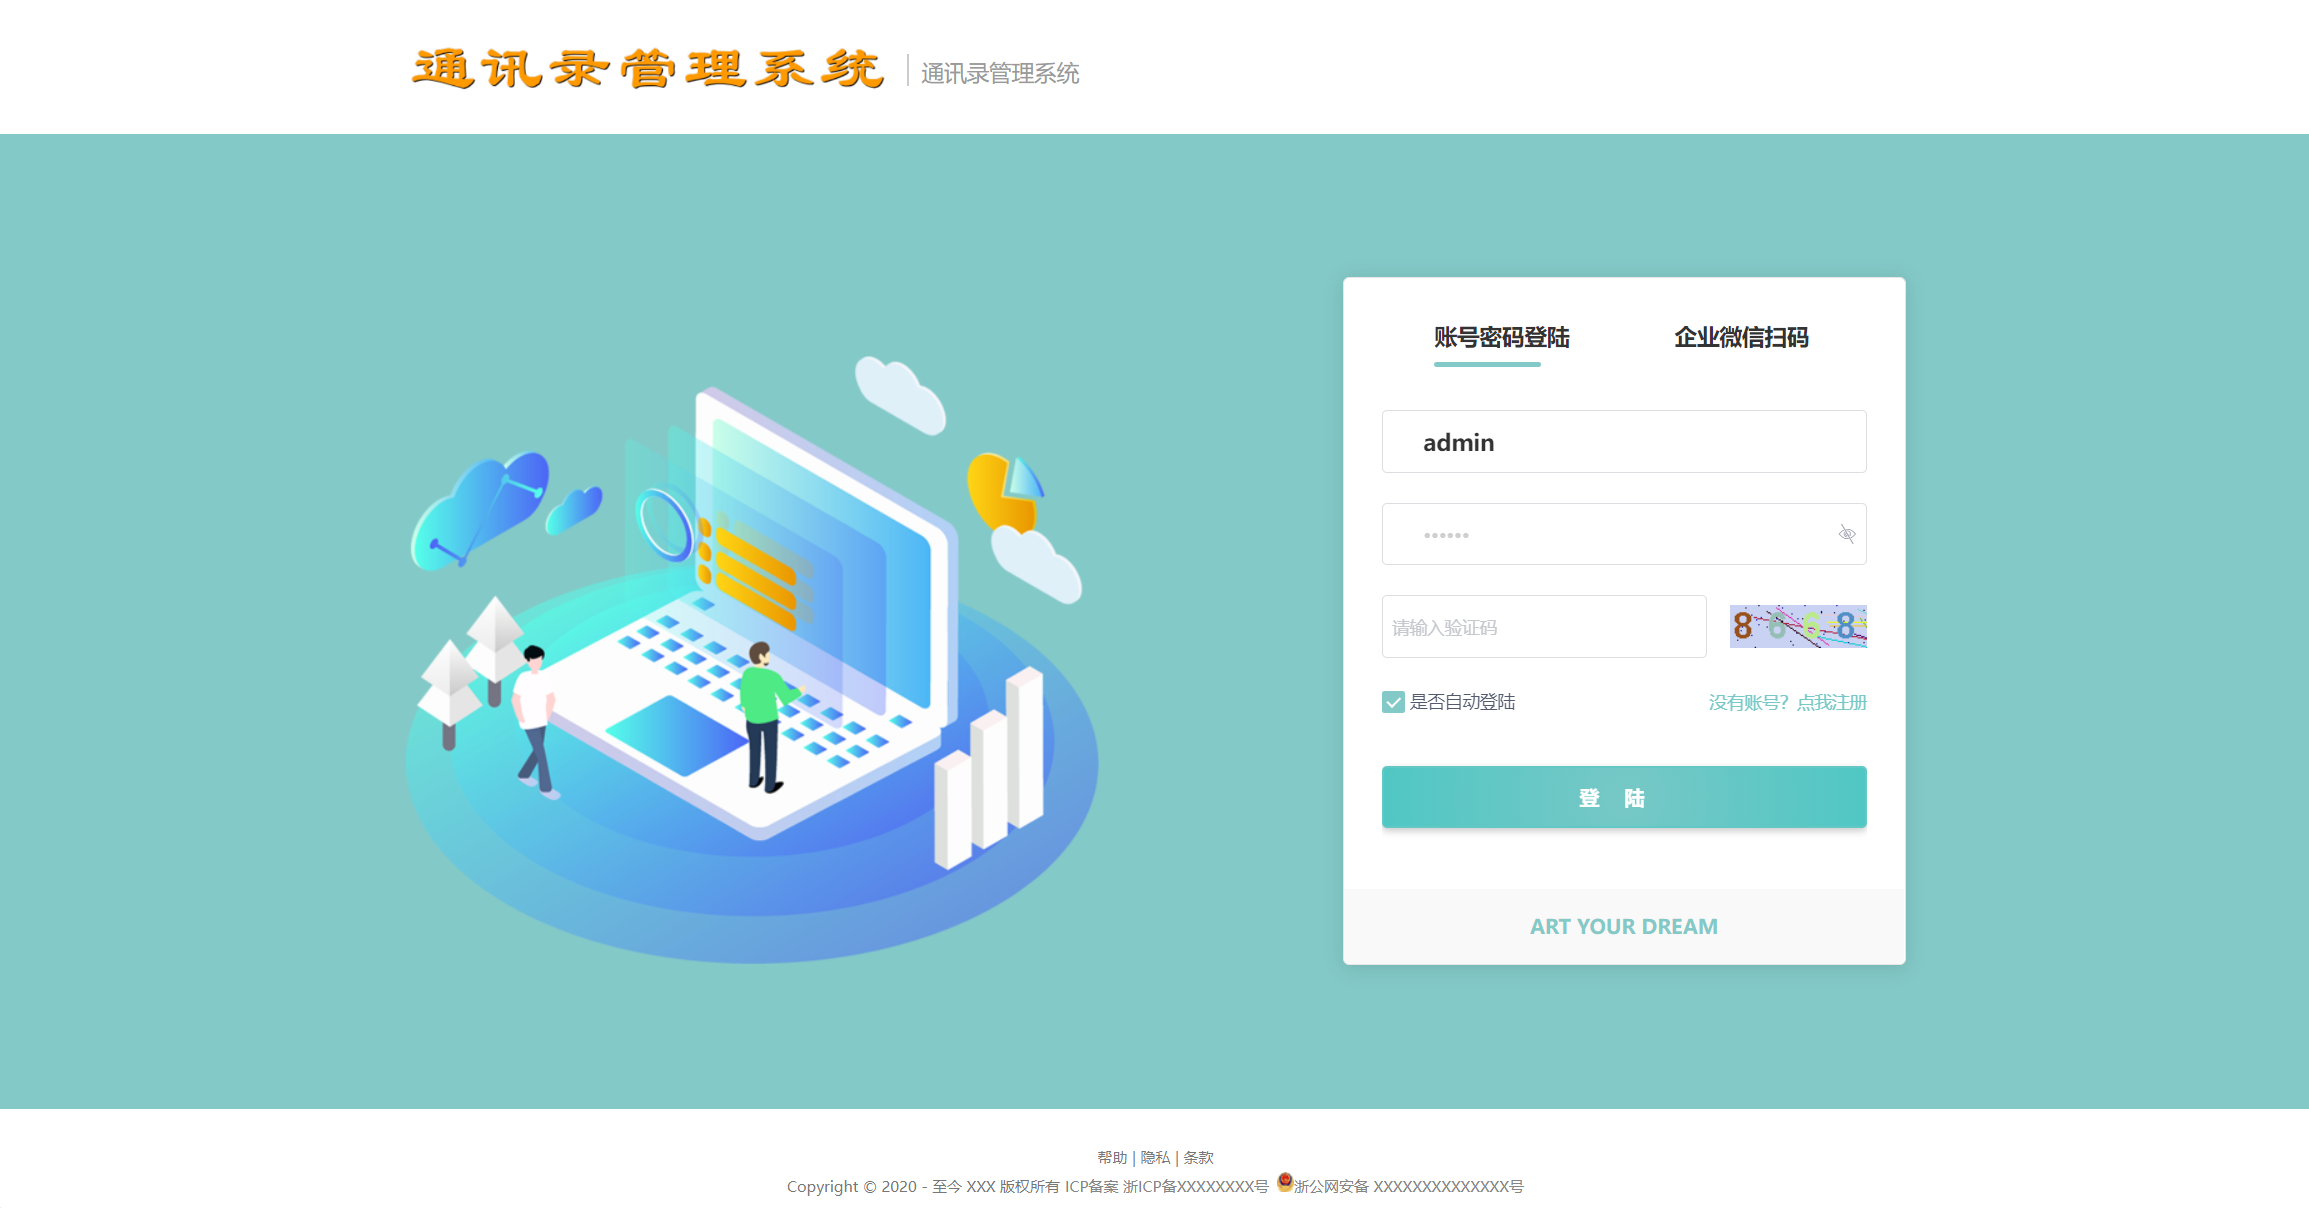 通讯录管理系统 通讯录管理系统
账号密码登陆 企业微信扫码
admin
请输入验证码 8668
是否自动登陆 没有账号？点我注册
登 陆
ART YOUR DREAM
帮助 | 隐私 | 条款
Copyright © 2020 - 至今 XXX 版权所有 ICP备案 浙ICP备XXXXXXXX号 浙公网安备 XXXXXXXXXXXXXX号